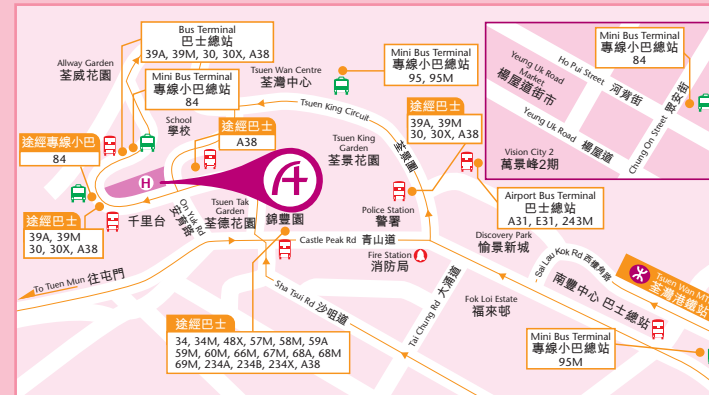 Bus Terminal
巴士總站
39A, 39M, 30, 30X, A38
Allway Garden
荃威花園
Mini Bus Terminal
專線小巴總站
84
Tsuen Wan Centre
荃灣中心
Mini Bus Terminal
專線小巴總站
95, 95M
Tsuen King Circuit
School
學校
途經巴士
A38
途經專線小巴
84
途經巴士
39A, 39M
30, 30X, A38
Tsuen King
Garden
荃景花園
荃景圍
途經巴士
39A, 39M
30, 30X, A38
H
千里台
On Yuk Rd
安育路
Tsuen Tak
Garden
荃德花園
錦豐園
Police Station
警署
Airport Bus Terminal
巴士總站
A31, E31, 243M
Discovery Park
愉景新城
Castle Peak Rd 青山道
Fire Station
消防局
To Tuen Mun 往屯門
Sha Tsui Rd 沙咀道
Tai Chung Rd 大涌道
Fok Loi Estate
福來邨
Sai Lau Kok Rd 西樓角路
Tsuen Wan MT
荃灣港鐵站
南豐中心 巴士總站
途經巴士
34, 34M, 48X, 57M, 58M, 59A
59M, 60M, 66M, 67M, 68A, 68M
69M, 234A, 234B, 234X, A38
Mini Bus Terminal
專線小巴總站
95M
Yeung Uk Road
Market
楊屋道街市
Ho Pui Street 河背街
Mini Bus Terminal
專線小巴總站
84
Yeung Uk Road 楊屋道
Chung On Street 眾安街
Vision City 2
萬景峰2期